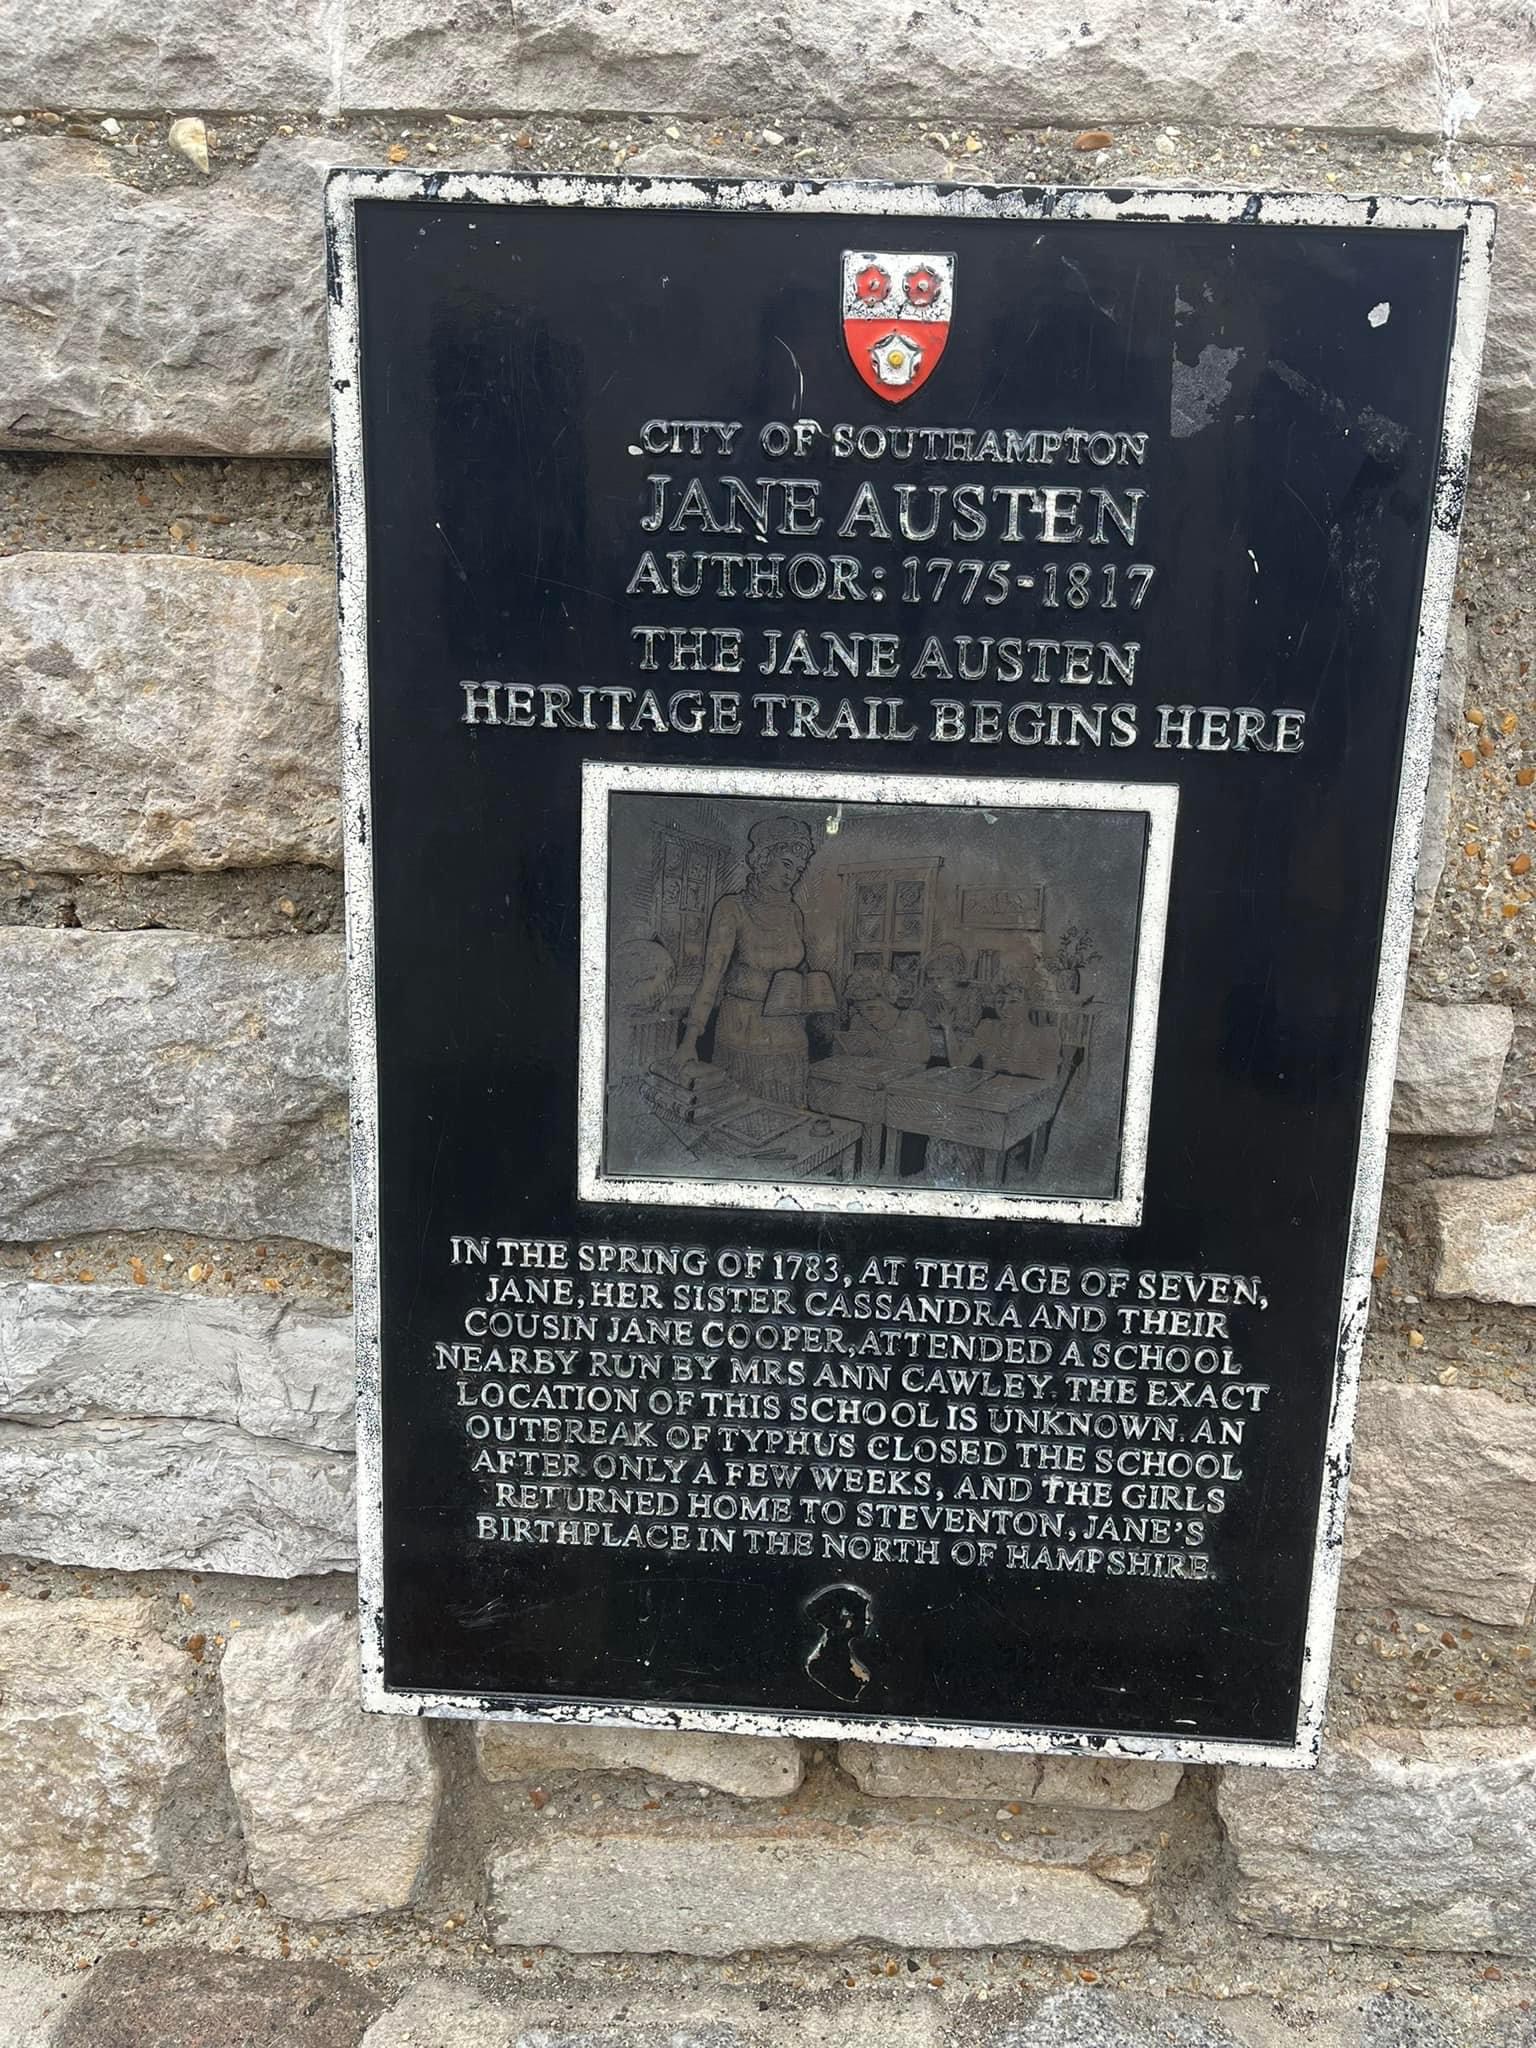 CITY OF SOUTHAMPTON
JANE AUSTEN
AUTHOR: 1775-1817
THE JANE AUSTEN
HERITAGE TRAIL BEGINS HERE
IN THE SPRING OF 1783, AT THE AGE OF SEVEN,
JANE, HER SISTER CASSANDRA AND THEIR
COUSIN JANE COOPER, ATTENDED A SCHOOL
NEARBY RUN BY MRS ANN CAWLEY. THE EXACT
LOCATION OF THIS SCHOOL IS UNKNOWN. AN
OUTBREAK OF TYPHUS CLOSED THE SCHOOL
AFTER ONLY A FEW WEEKS, AND THE GIRLS
RETURNED HOME TO STEVENTON, JANE'S
BIRTHPLACE IN THE NORTH OF HAMPSHIRE.